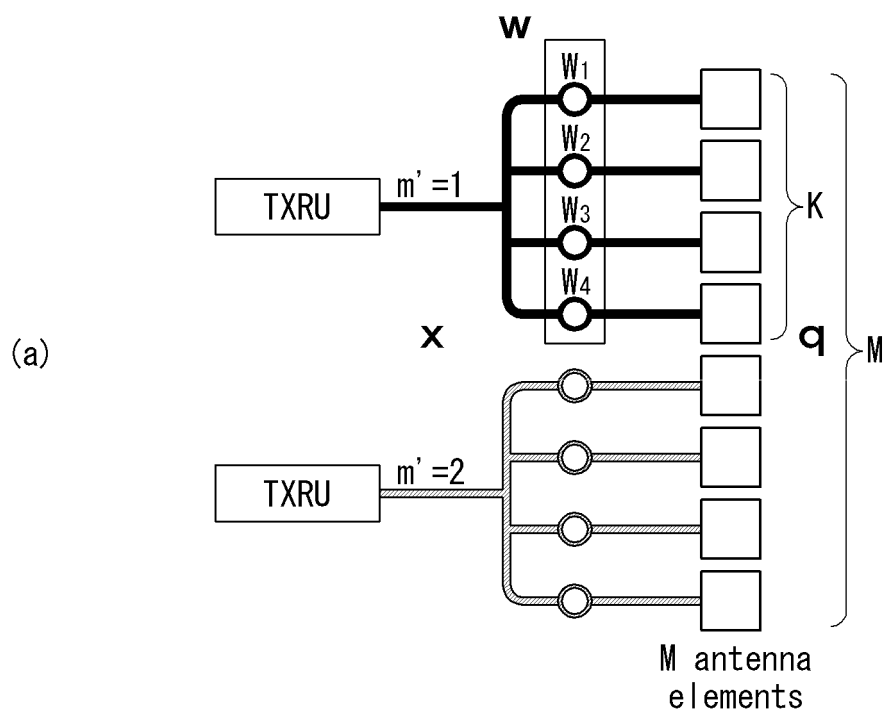 w
W1
W2
m'=1
TXRU
K
W3
W4
x
q
M
(a)
m'=2
TXRU
M antenna
elements